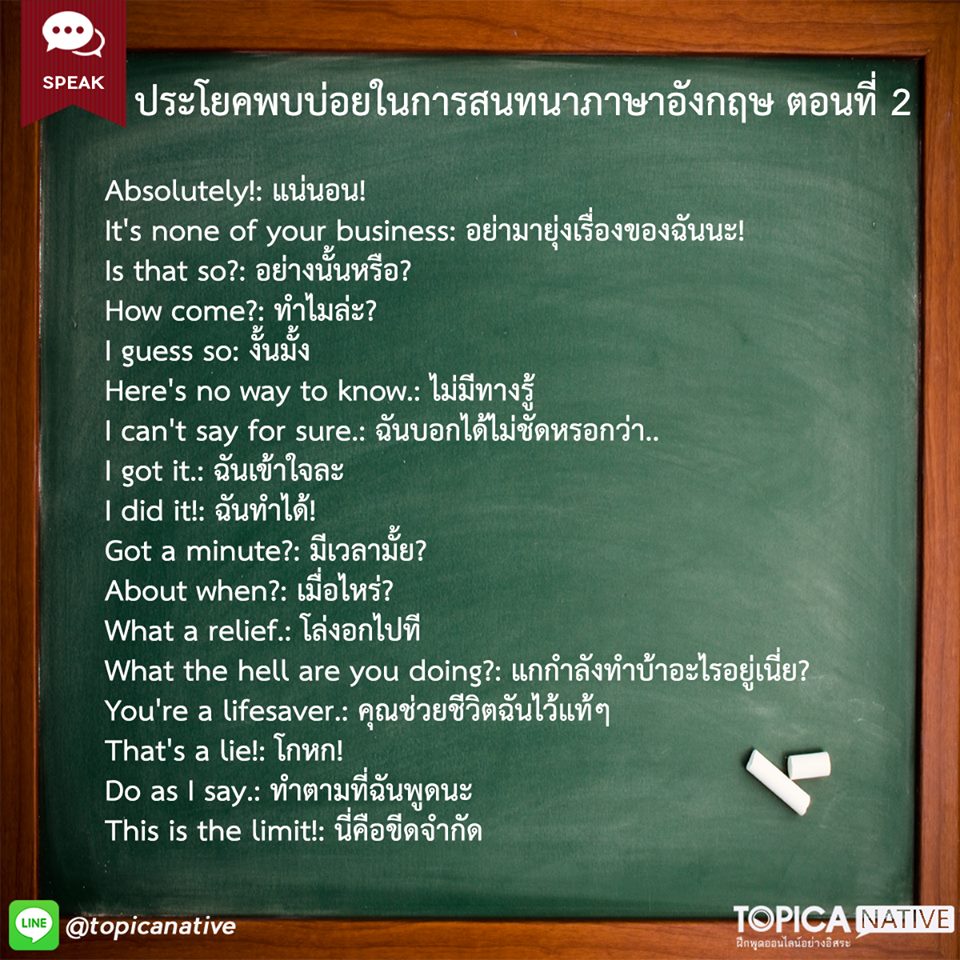 SPEAK
ประโยคพบบ่อยในการสนทนาภาษาอังกฤษ ตอนที่ 2
Absolutely!: แน่นอน!
It's none of your business: อย่ามายุ่งเรื่องของฉันนะ!
Is that so?: อย่างนั้นหรือ?
How come?: ทำไมล่ะ?
I guess so: งั้นมั้ง
Here's no way to know.: ไม่มีทางรู้
I can't say for sure.: ฉันบอกได้ไม่ชัดหรอกว่า..
I got it.: ฉันเข้าใจละ
I did it!: ฉันทำได้!
Got a minute?: มีเวลามั้ย?
About when?: เมื่อไหร่?
What a relief.: โล่งอกไปที
What the hell are you doing?: แกกำลังทำบ้าอะไรอยู่เนี่ย?
You're a lifesaver.: คุณช่วยชีวิตฉันไว้แท้ๆ
That's a lie!: โกหก!
Do as I say.: ทำตามที่ฉันพูดนะ
This is the limit!: นี่คือขีดจำกัด
LINE @topicanative
TOPICA NATIVE
ฝึกพูดออนไลน์อย่างอิสระ